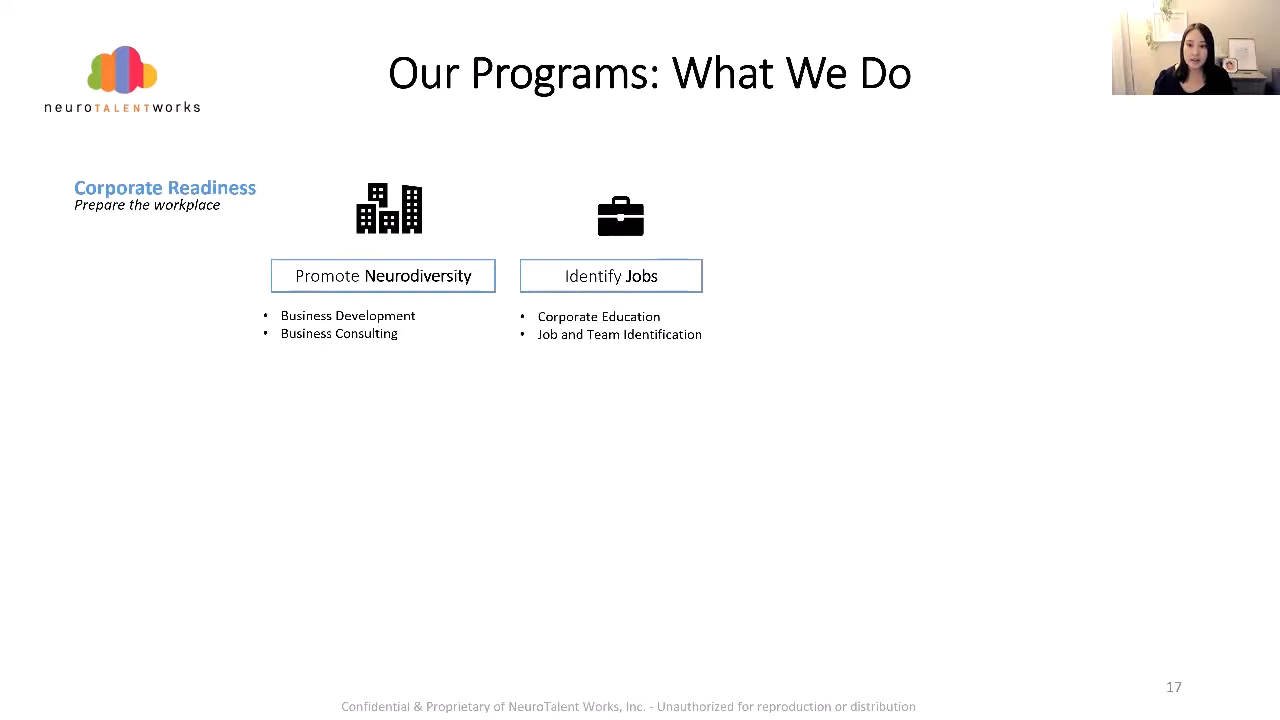 Our Programs: What We Do
neuroTALENTworks
Corporate Readiness
Prepare the workplace
Promote Neurodiversity
• Business Development
• Business Consulting
Identify Jobs
• Corporate Education
• Job and Team Identification
17
Confidential & Proprietary of NeuroTalent Works, Inc. - Unauthorized for reproduction or distribution